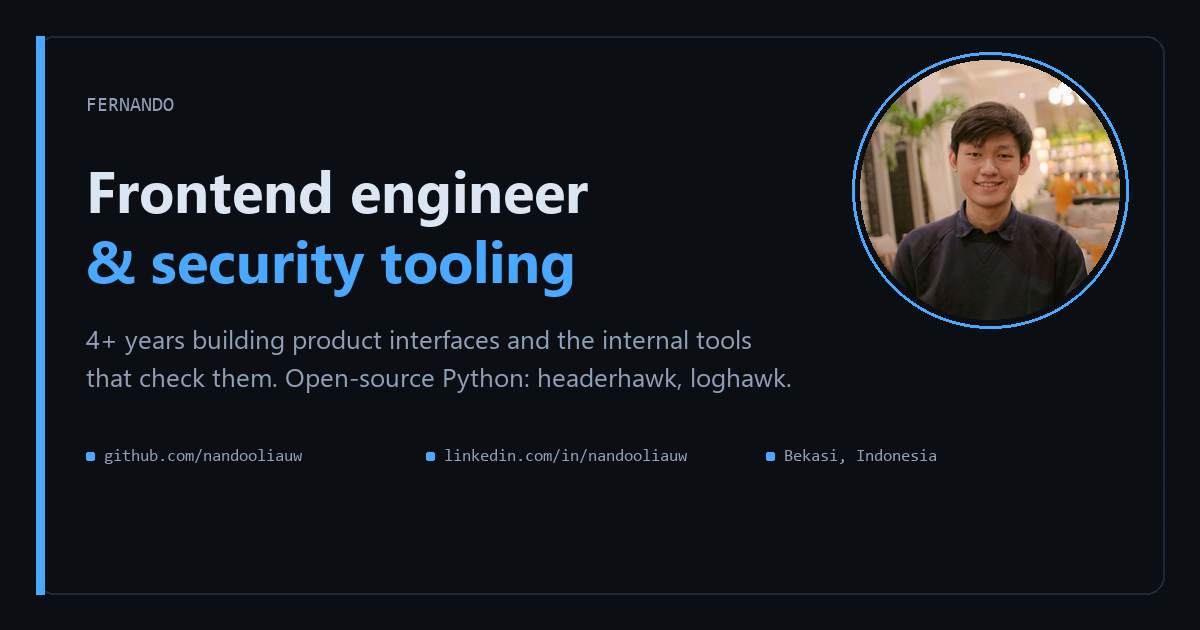 FERNANDO
Frontend engineer
& security tooling
4+ years building product interfaces and the internal tools
that check them. Open-source Python: headerhawk, loghawk.
github.com/nandooliauw
linkedin.com/in/nandooliauw
Bekasi, Indonesia